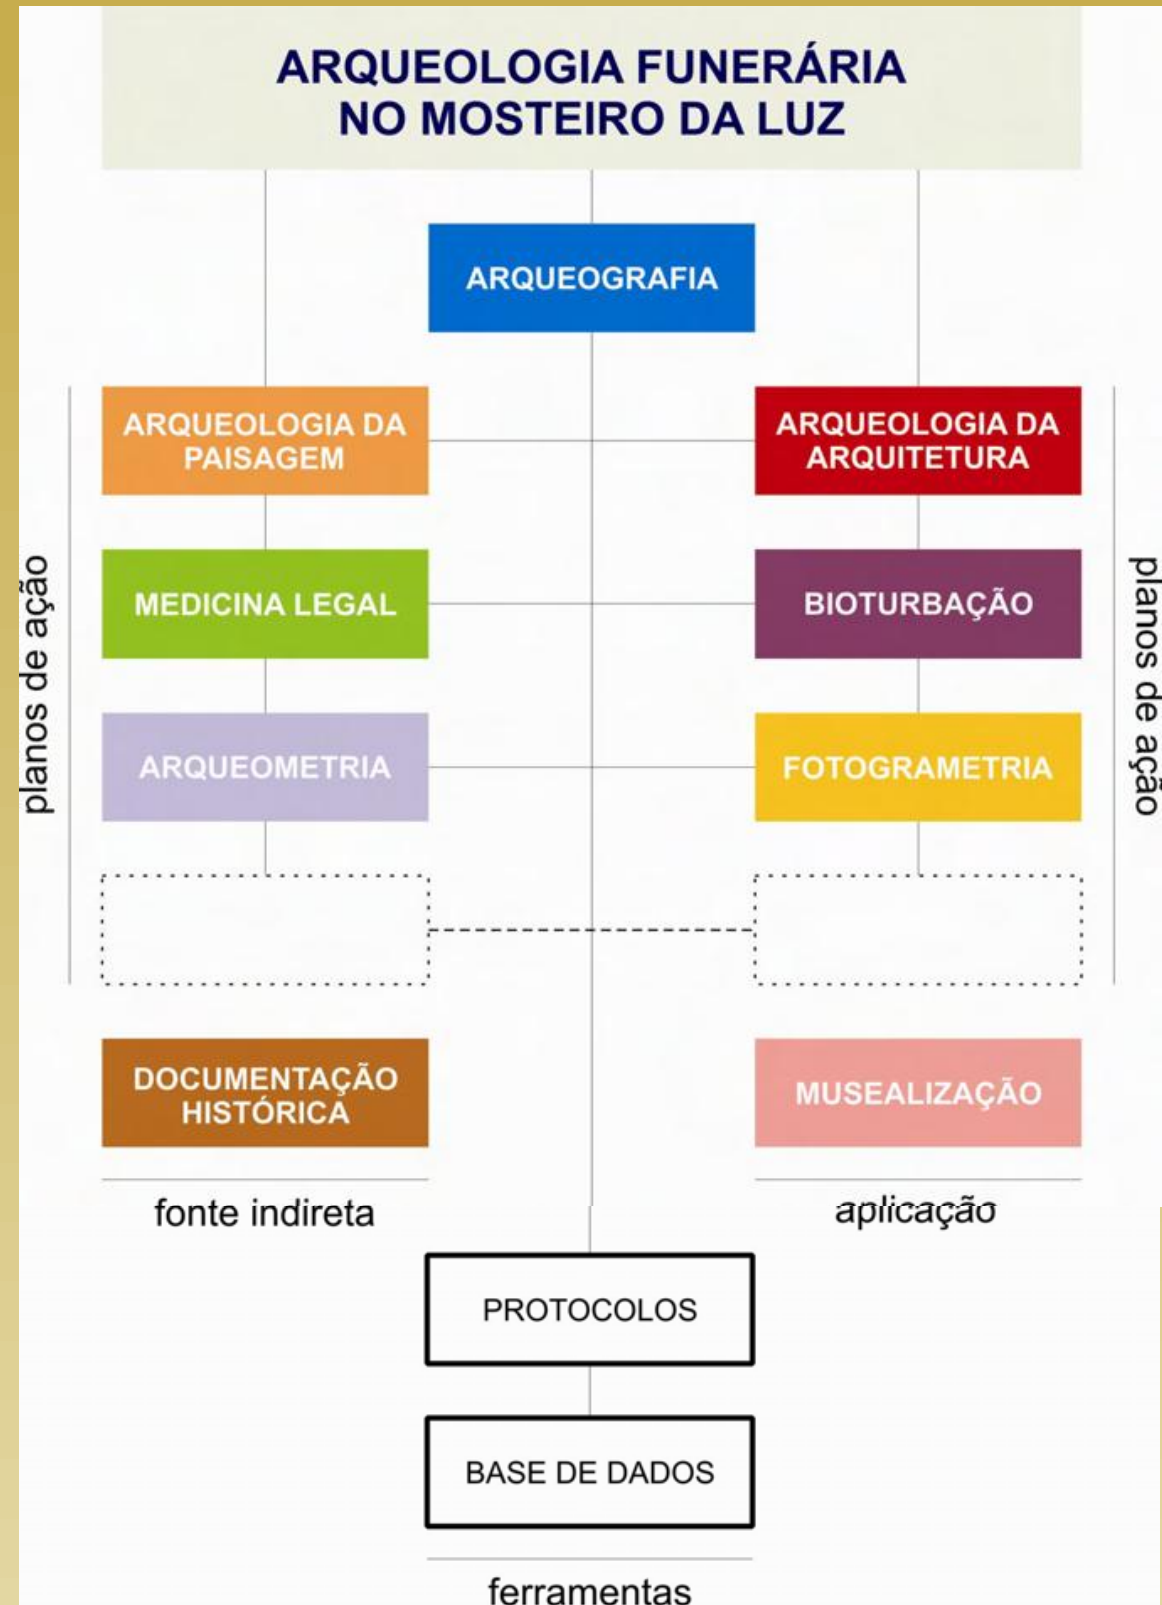 ARQUEOLOGIA FUNERÁRIA
NO MOSTEIRO DA LUZ
ARQUEOGRAFIA
ARQUEOLOGIA DA
PAISAGEM
ARQUEOLOGIA DA
ARQUITETURA
MEDICINA LEGAL
BIOTURBAÇÃO
ARQUEOMETRIA
FOTOGRAMETRIA
planos de ação
planos de ação
DOCUMENTAÇÃO
HISTÓRICA
MUSEALIZAÇÃO
fonte indireta
aplicação
PROTOCOLOS
BASE DE DADOS
ferramentas